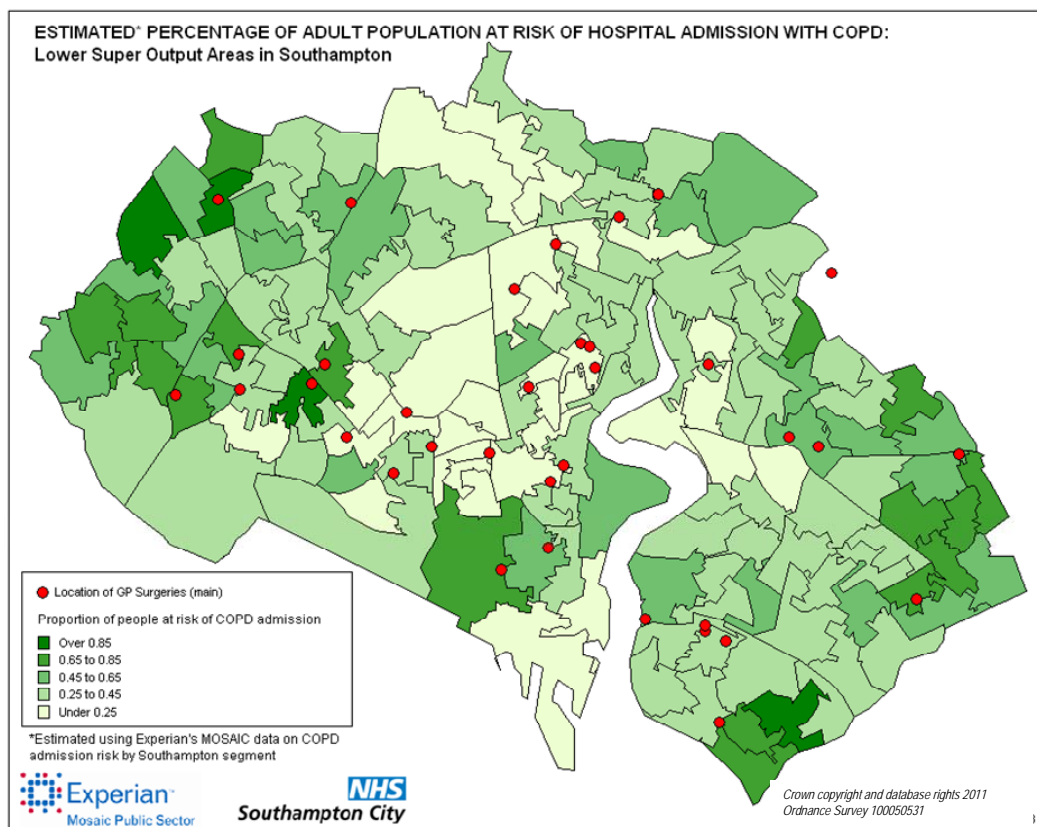 ESTIMATED* PERCENTAGE OF ADULT POPULATION AT RISK OF HOSPITAL ADMISSION WITH COPD:
Lower Super Output Areas in Southampton
Location of GP Surgeries (main)
Proportion of people at risk of COPD admission
Over 0.85
0.65 to 0.85
0.45 to 0.65
0.25 to 0.45
Under 0.25
*Estimated using Experian's MOSAIC data on COPD
admission risk by Southampton segment
Experian™
Mosaic Public Sector
NHS
Southampton City
Crown copyright and database rights 2011
Ordnance Survey 100050531